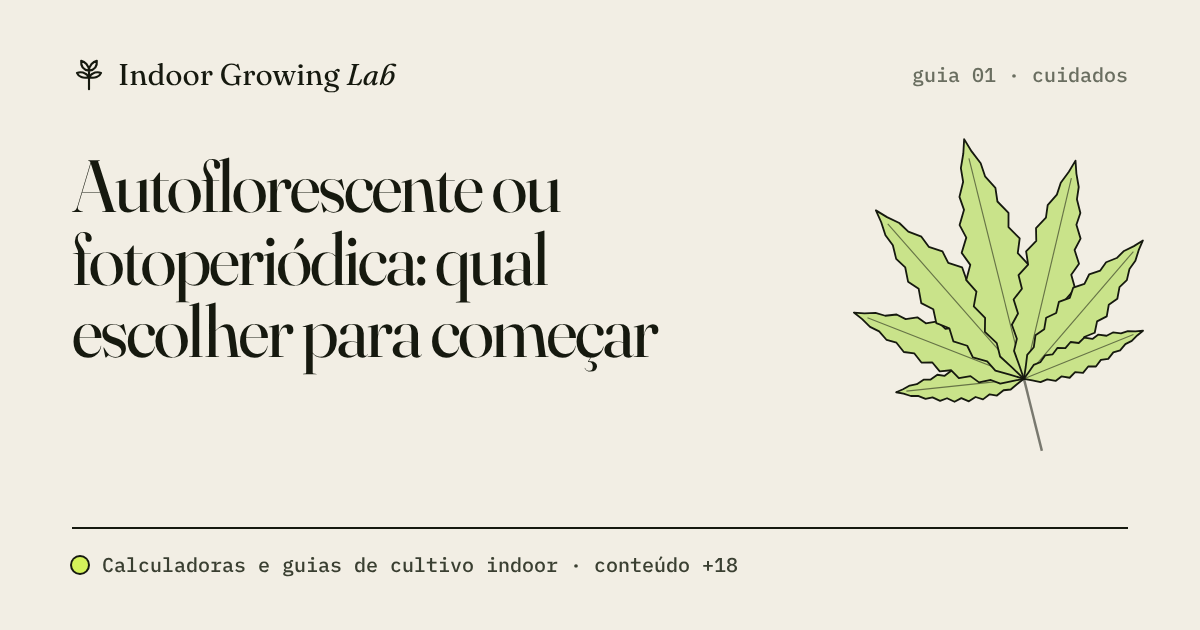 Indoor Growing Lab
guia 01 · cuidados
Autoflorescente ou
fotoperiódica: qual
escolher para começar
Calculadoras e guias de cultivo indoor · conteúdo +18